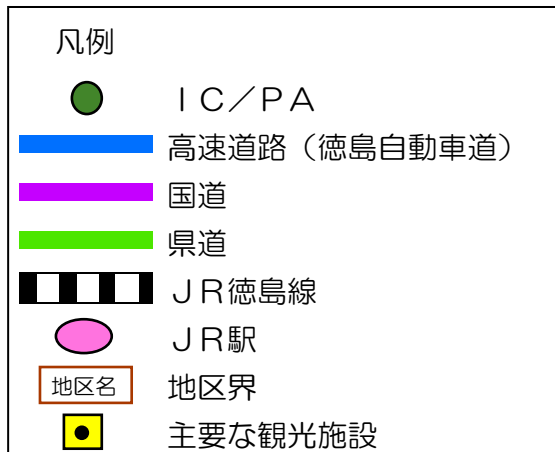 凡例
ＩＣ／ＰＡ
高速道路（徳島自動車道）
国道
県道
ＪＲ徳島線
ＪＲ駅
地区名 地区界
主要な観光施設